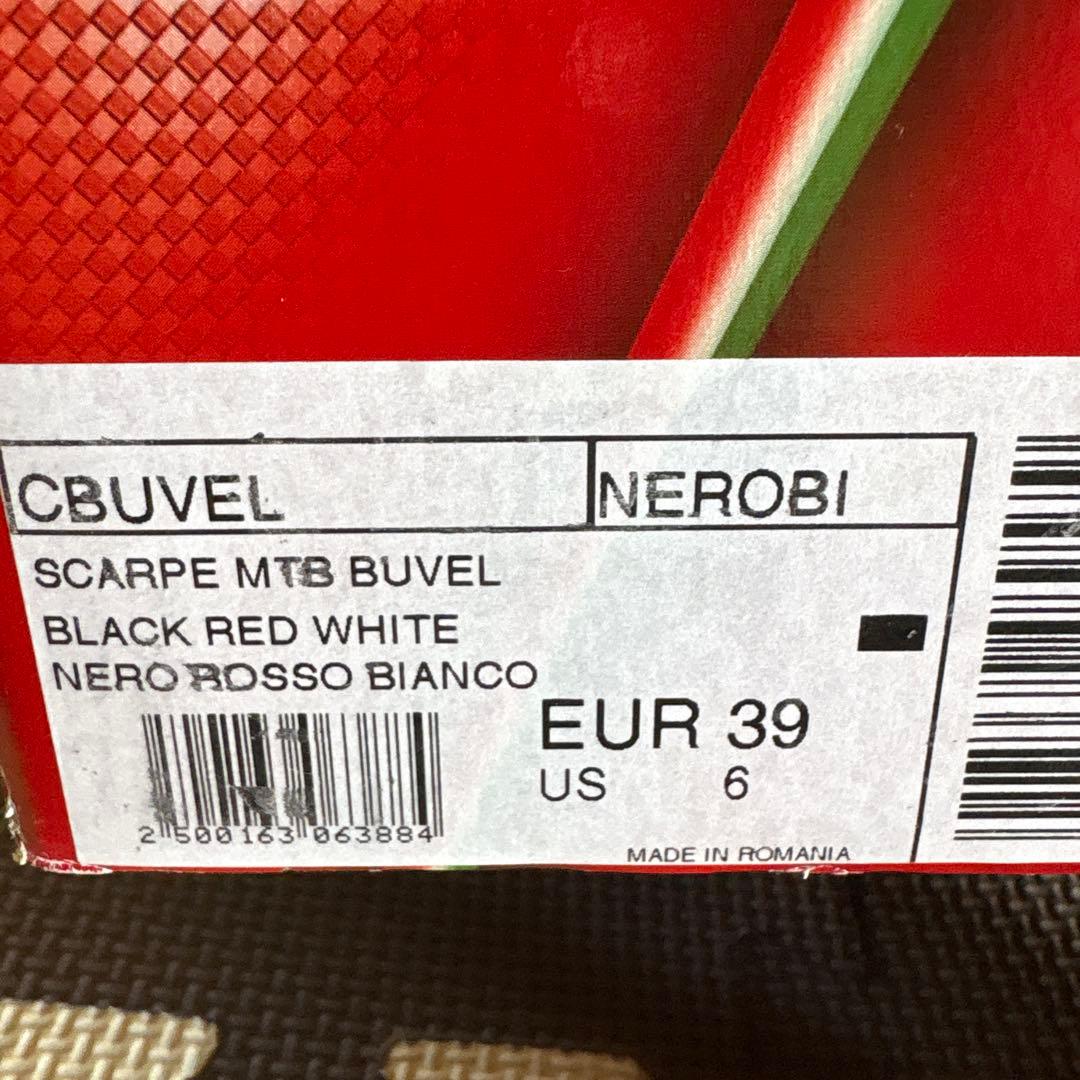 CBUVEL
NEROBI
SCARPE MTB BUVEL
BLACK RED WHITE
NERO ROSSO BIANCO
EUR 39
US 6
2 500163 063884
MADE IN ROMANIA